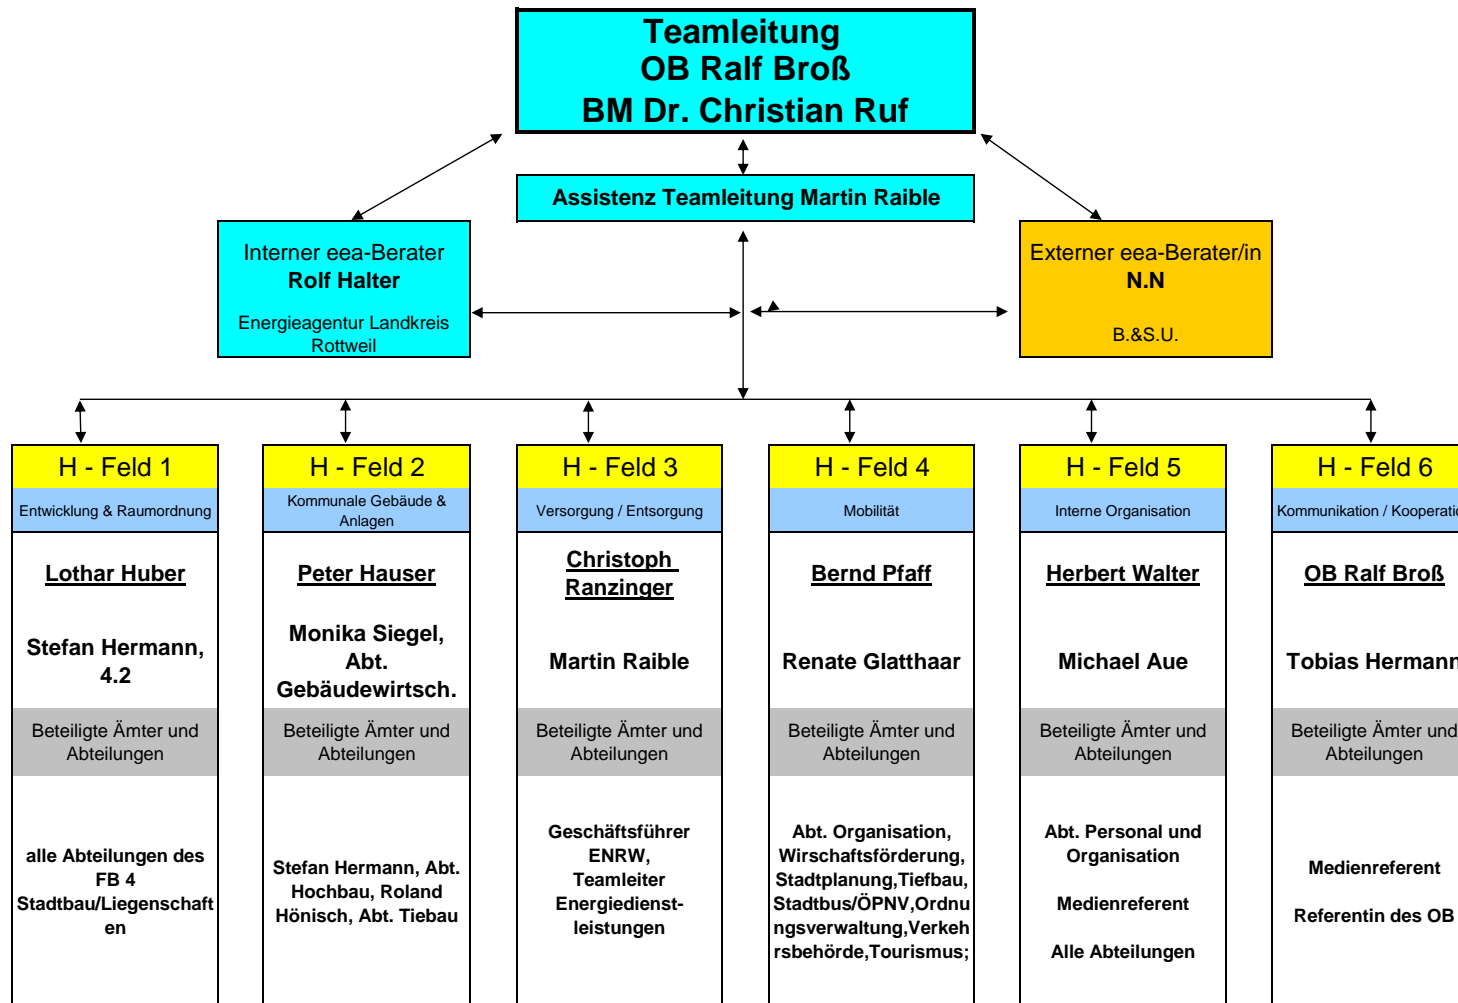 Teamleitung
OB Ralf Broß
BM Dr. Christian Ruf
Assistenz Teamleitung Martin Raible
Interner eea-Berater
Rolf Halter
Energieagentur Landkreis
Rottweil
Externer eea-Berater/in
N.N
B.&S.U.
H - Feld 1
Entwicklung & Raumordnung
Lothar Huber
Stefan Hermann,
4.2
Beteiligte Ämter und
Abteilungen
alle Abteilungen des
FB 4
Stadtbau/Liegenschaft
en
H - Feld 2
Kommunale Gebäude &
Anlagen
Peter Hauser
Monika Siegel,
Abt.
Gebäudewirtsch.
Beteiligte Ämter und
Abteilungen
Stefan Hermann, Abt.
Hochbau, Roland
Hönisch, Abt. Tiebau
H - Feld 3
Versorgung / Entsorgung
Christoph
Ranzinger
Martin Raible
Beteiligte Ämter und
Abteilungen
Geschäftsführer
ENRW,
Teamleiter
Energiedienst-
leistungen
H - Feld 4
Mobilität
Bernd Pfaff
Renate Glatthaar
Beteiligte Ämter und
Abteilungen
Abt. Organisation,
Wirschaftsförderung,
Stadtplanung,Tiefbau,
Stadtbus/ÖPNV,Ordnu
ngsverwaltung,Verkeh
rsbehörde,Tourismus;
H - Feld 5
Interne Organisation
Herbert Walter
Michael Aue
Beteiligte Ämter und
Abteilungen
Abt. Personal und
Organisation
Medienreferent
Alle Abteilungen
H - Feld 6
Kommunikation / Kooperatio
OB Ralf Broß
Tobias Hermann
Beteiligte Ämter und
Abteilungen
Medienreferent
Referentin des OB